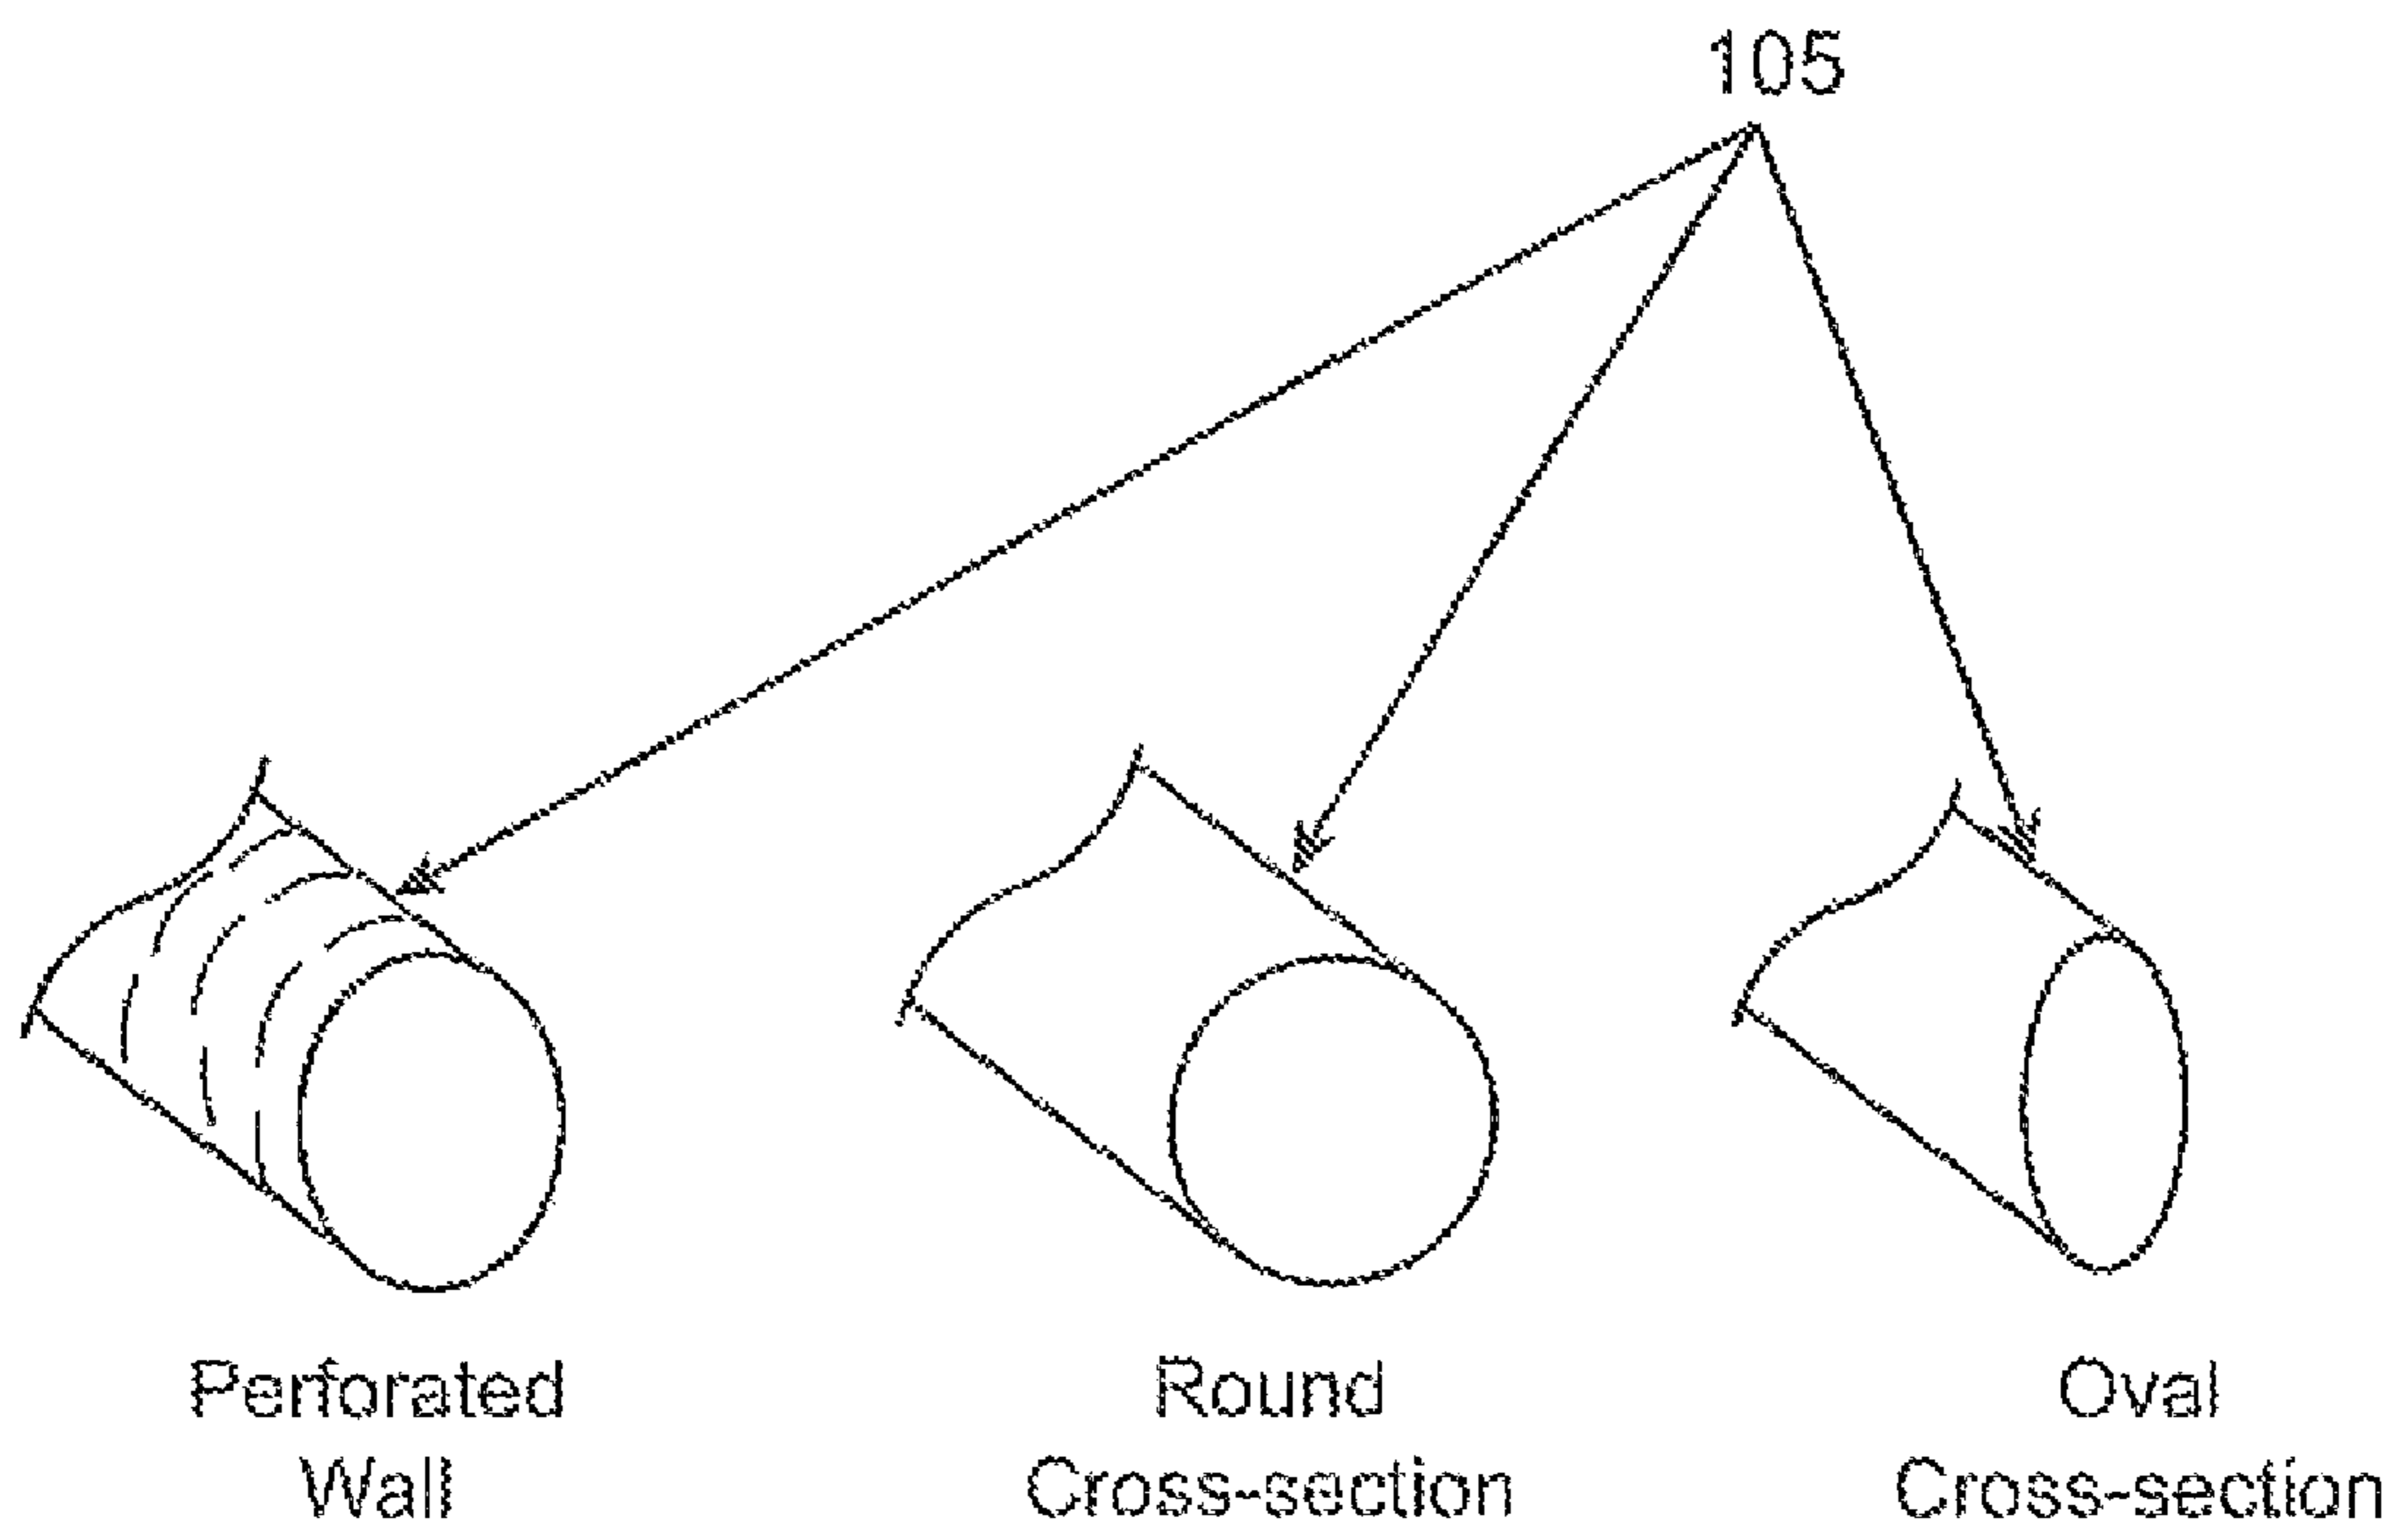 105
Perforated
Wall
Round
Cross-section
Oval
Cross-section